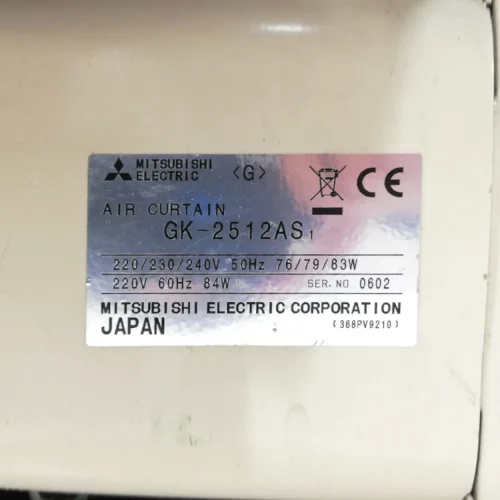 MITSUBISHI
ELECTRIC
<G>
CE
AIR CURTAIN
GK-2512AS1
220/230/240V 50Hz 76/79/83W
220V 60Hz 84W SER. NO 0602
MITSUBISHI ELECTRIC CORPORATION
JAPAN (368PV9210)